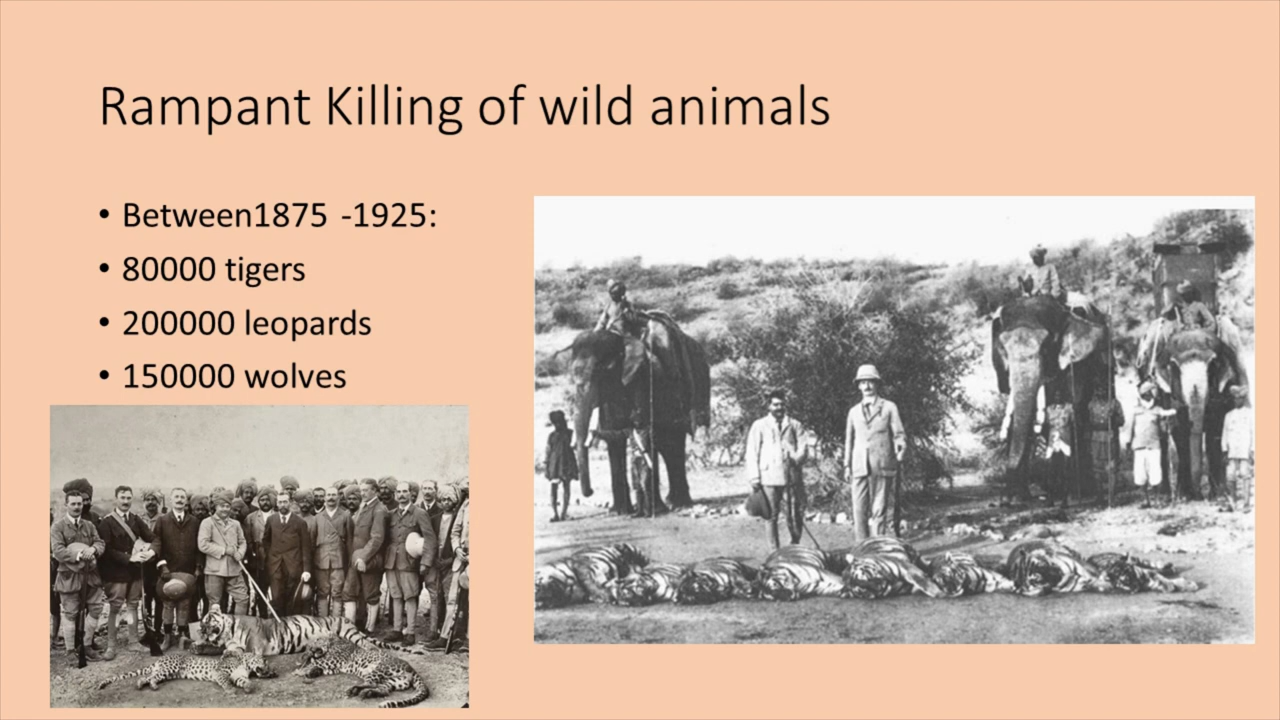 Rampant Killing of wild animals
• Between1875 -1925:
• 80000 tigers
• 200000 leopards
• 150000 wolves